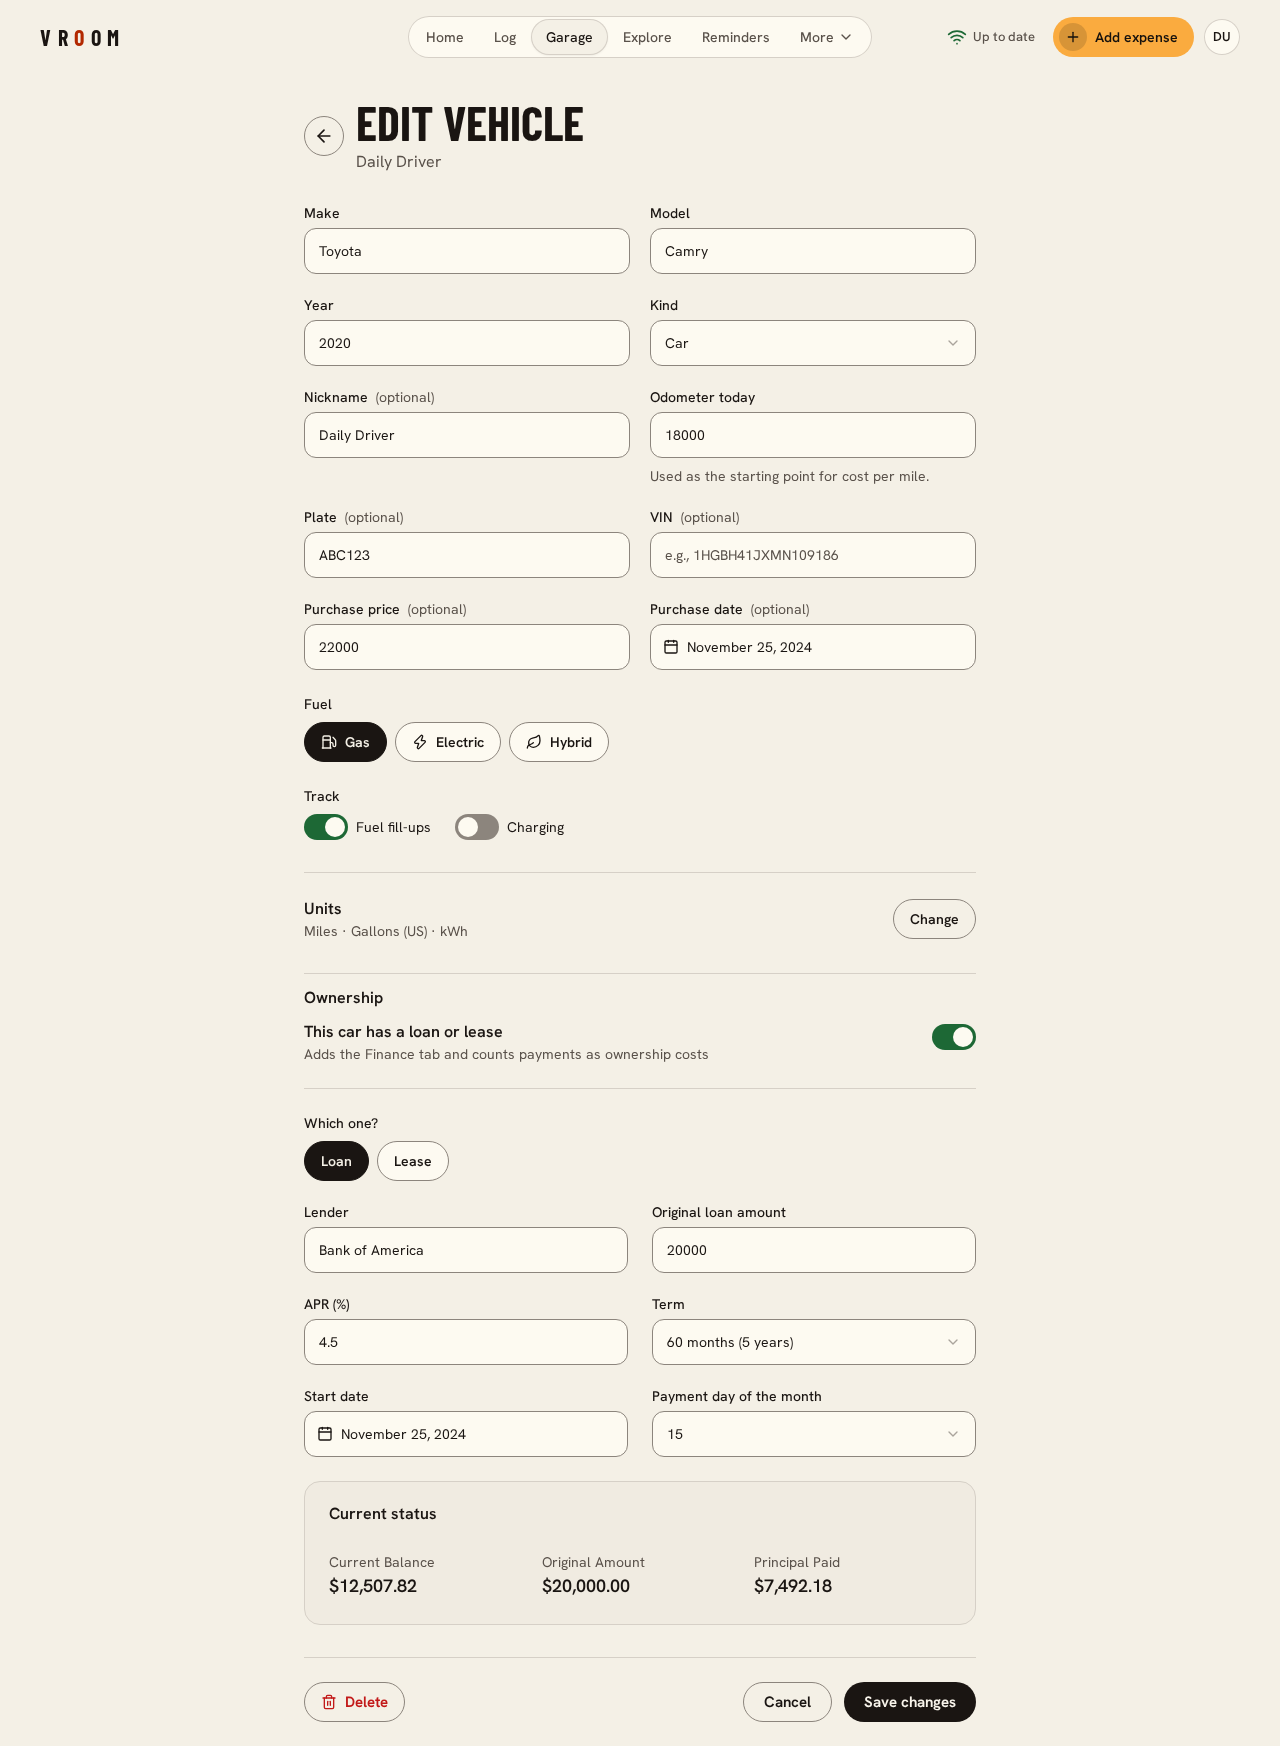 VROOM
Home Log Garage Explore Reminders More
Up to date
Add expense
DU
EDIT VEHICLE
Daily Driver
Make Model
Toyota Camry
Year Kind
2020 Car
Nickname (optional) Odometer today
Daily Driver 18000
Used as the starting point for cost per mile.
Plate (optional) VIN (optional)
ABC123 e.g., 1HGBH41JXMN109186
Purchase price (optional) Purchase date (optional)
22000 November 25, 2024
Fuel
Gas Electric Hybrid
Track
Fuel fill-ups Charging
Units
Miles · Gallons (US) · kWh
Change
Ownership
This car has a loan or lease
Adds the Finance tab and counts payments as ownership costs
Which one?
Loan Lease
Lender Original loan amount
Bank of America 20000
APR (%) Term
4.5 60 months (5 years)
Start date Payment day of the month
November 25, 2024 15
Current status
Current Balance Original Amount Principal Paid
$12,507.82 $20,000.00 $7,492.18
Delete Cancel Save changes